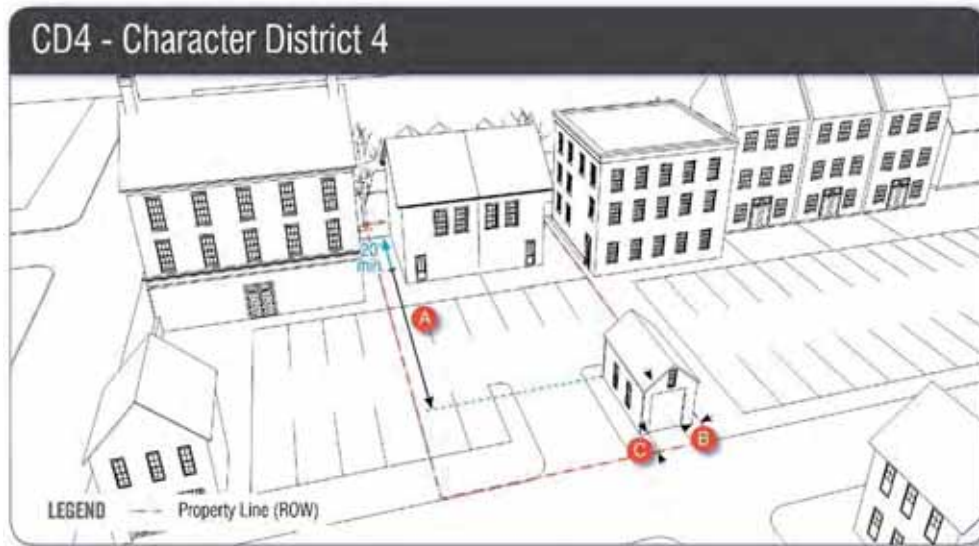 CD4 - Character District 4
20'
min.
A
B
C
LEGEND
Property Line (ROW)